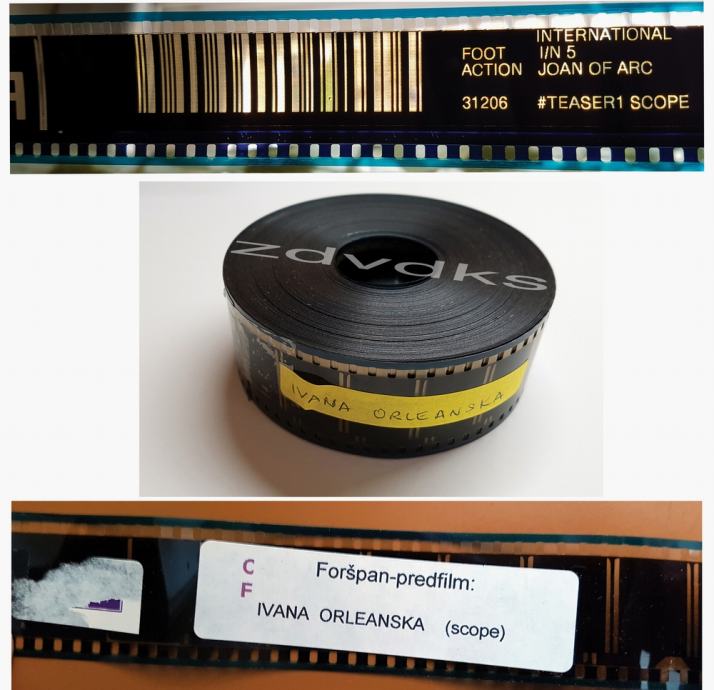 INTERNATIONAL
FOOT I/N 5
ACTION JOAN OF ARC
31206 #TEASER1 SCOPE
zdvdks
IVANA ORLEANSKA
C
F
Foršpan-predfilm:
IVANA ORLEANSKA (scope)